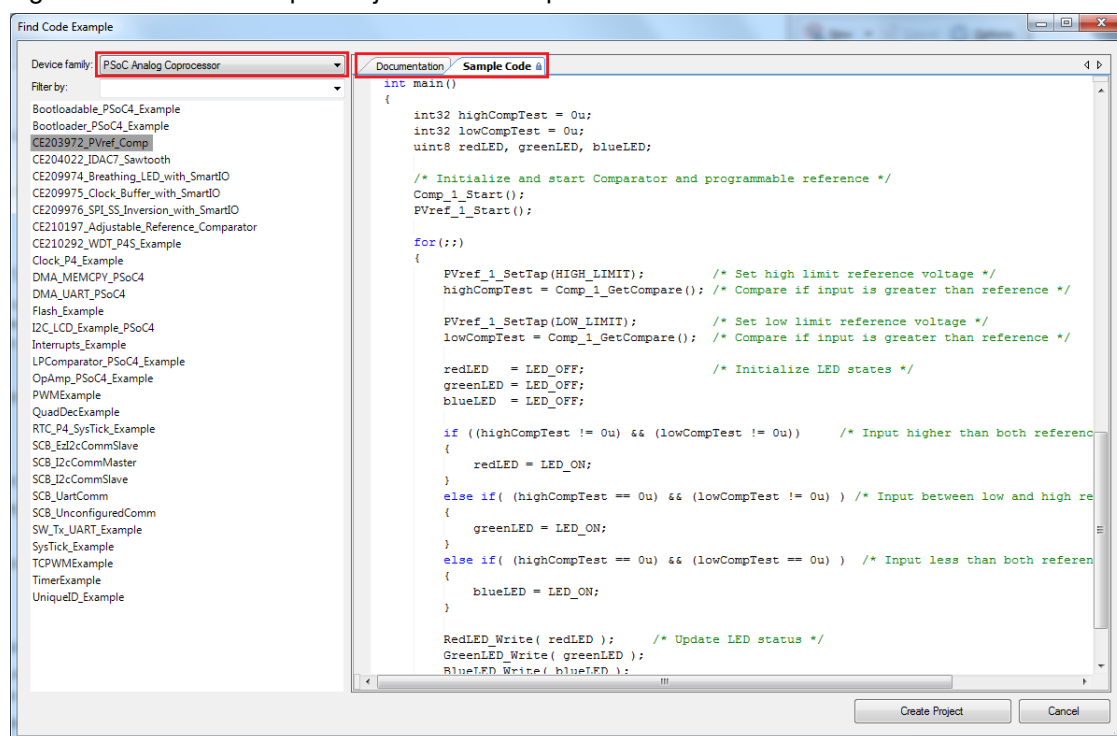 Find Code Example
Device family: PSoC Analog Coprocessor
Filter by:
Bootloadable_PSoC4_Example
Bootloader_PSoC4_Example
CE203972_PVref_Comp
CE204022_IDAC7_Sawtooth
CE209974_Breathing_LED_with_SmartIO
CE209975_Clock_Buffer_with_SmartIO
CE209976_SPI_SS_Inversion_with_SmartIO
CE210197_Adjustable_Reference_Comparator
CE210292_WDT_P4S_Example
Clock_P4_Example
DMA_MEMCPY_PSoC4
DMA_UART_PSoC4
Flash_Example
I2C_LCD_Example_PSoC4
Interrupts_Example
LPComparator_PSoC4_Example
OpAmp_PSoC4_Example
PWMExample
QuadDecExample
RTC_P4_SysTick_Example
SCB_EzI2cCommSlave
SCB_I2cCommMaster
SCB_I2cCommSlave
SCB_UartComm
SCB_UnconfiguredComm
SW_Tx_UART_Example
SysTick_Example
TCPWMExample
TimerExample
UniqueID_Example
Documentation Sample Code
int main()
{
int32 highCompTest = 0u;
int32 lowCompTest = 0u;
uint8 redLED, greenLED, blueLED;
/* Initialize and start Comparator and programmable reference */
Comp_1_Start();
PVref_1_Start();
for(;;)
{
PVref_1_SetTap(HIGH_LIMIT); /* Set high limit reference voltage */
highCompTest = Comp_1_GetCompare(); /* Compare if input is greater than reference */
PVref_1_SetTap(LOW_LIMIT); /* Set low limit reference voltage */
lowCompTest = Comp_1_GetCompare(); /* Compare if input is greater than reference */
redLED = LED_OFF; /* Initialize LED states */
greenLED = LED_OFF;
blueLED = LED_OFF;
if ((highCompTest != 0u) && (lowCompTest != 0u)) /* Input higher than both referenc
{
redLED = LED_ON;
}
else if( (highCompTest == 0u) && (lowCompTest != 0u) ) /* Input between low and high re
{
greenLED = LED_ON;
}
else if( (highCompTest == 0u) && (lowCompTest == 0u) ) /* Input less than both referen
{
blueLED = LED_ON;
}
RedLED_Write( redLED ); /* Update LED status */
GreenLED_Write( greenLED );
BlueLED_Write( blueLED );
Create Project Cancel